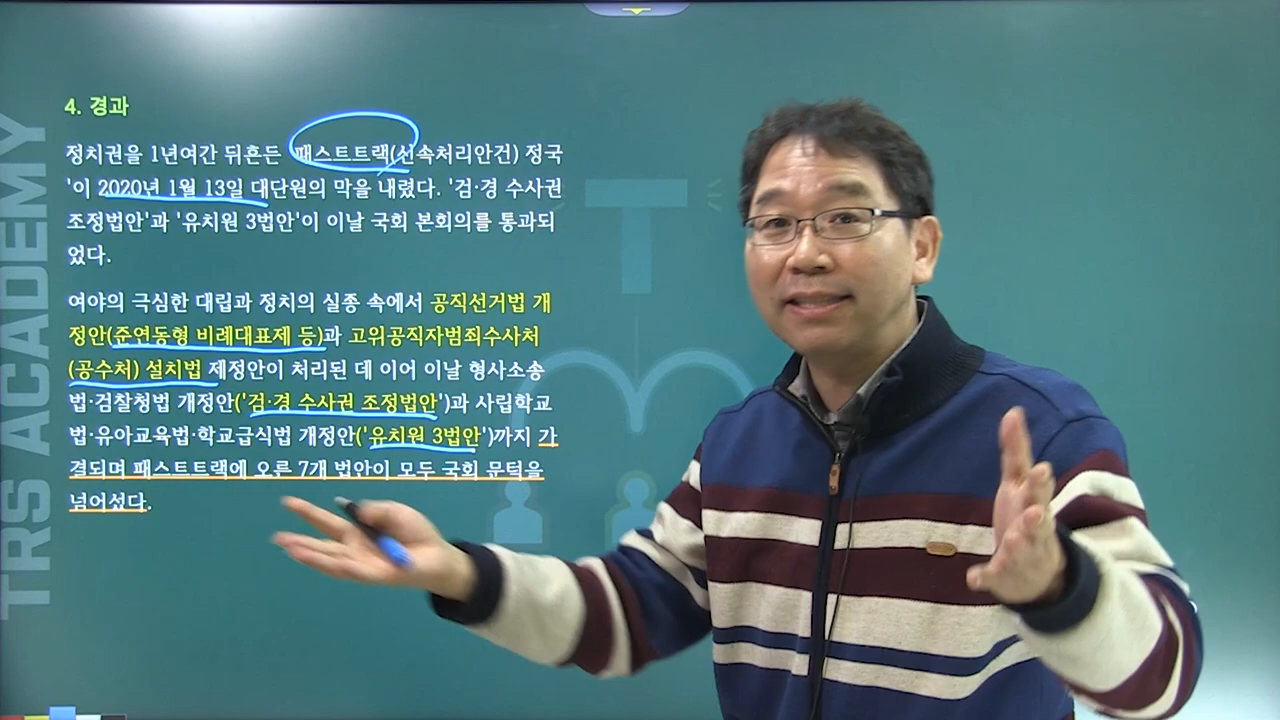 4. 경과
정치권을 1년여간 뒤흔든 '패스트트랙(신속처리안건) 정국
'이 2020년 1월 13일 대단원의 막을 내렸다. '검·경 수사권
조정법안'과 '유치원 3법안'이 이날 국회 본회의를 통과되
었다.
여야의 극심한 대립과 정치의 실종 속에서 공직선거법 개
정안(준연동형 비례대표제 등)과 고위공직자범죄수사처
(공수처) 설치법 제정안이 처리된 데 이어 이날 형사소송
법·검찰청법 개정안('검·경 수사권 조정법안')과 사립학교
법·유아교육법·학교급식법 개정안('유치원 3법안')까지 가
결되며 패스트트랙에 오른 7개 법안이 모두 국회 문턱을
넘어섰다.
TRS ACADEMY